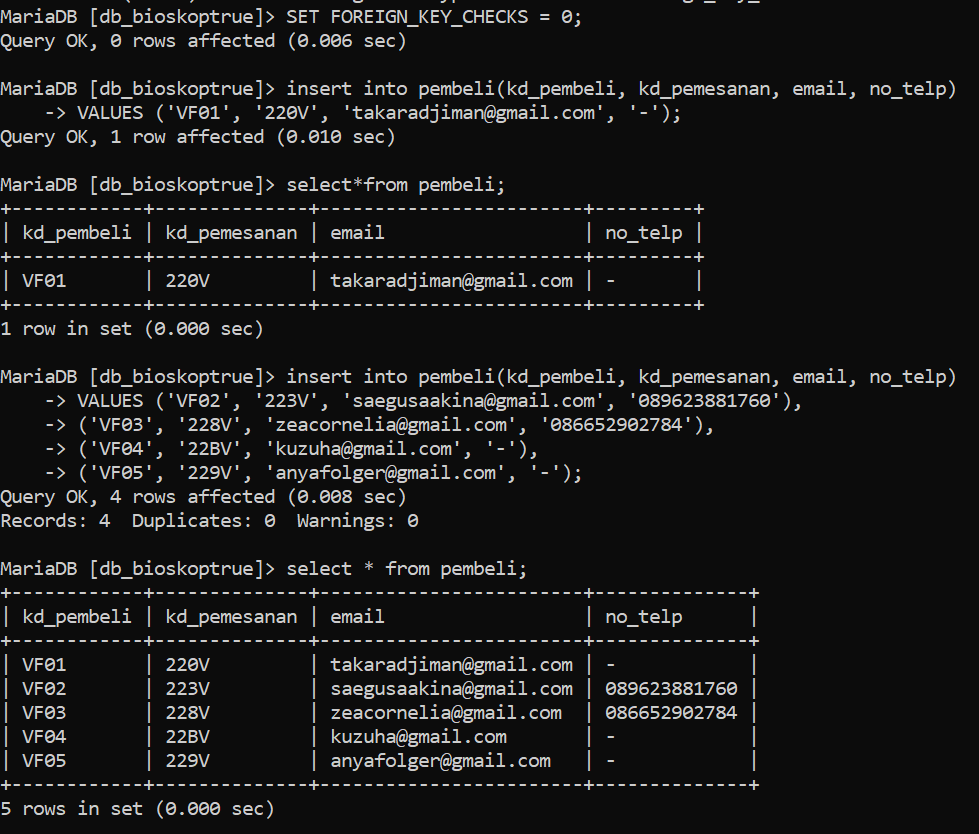 MariaDB [db_bioskoptrue]> SET FOREIGN_KEY_CHECKS = 0;
Query OK, 0 rows affected (0.006 sec)
MariaDB [db_bioskoptrue]> insert into pembeli(kd_pembeli, kd_pemesanan, email, no_telp)
    -> VALUES ('VF01', '220V', 'takaradjiman@gmail.com', '-');
Query OK, 1 row affected (0.010 sec)
MariaDB [db_bioskoptrue]> select*from pembeli;
+------------+--------------+------------------------+---------+
| kd_pembeli | kd_pemesanan | email                  | no_telp |
+------------+--------------+------------------------+---------+
| VF01       | 220V         | takaradjiman@gmail.com | -       |
+------------+--------------+------------------------+---------+
1 row in set (0.000 sec)
MariaDB [db_bioskoptrue]> insert into pembeli(kd_pembeli, kd_pemesanan, email, no_telp)
    -> VALUES ('VF02', '223V', 'saegusaakina@gmail.com', '089623881760'),
    -> ('VF03', '228V', 'zeacornelia@gmail.com', '086652902784'),
    -> ('VF04', '22BV', 'kuzuha@gmail.com', '-'),
    -> ('VF05', '229V', 'anyafolger@gmail.com', '-');
Query OK, 4 rows affected (0.008 sec)
Records: 4  Duplicates: 0  Warnings: 0
MariaDB [db_bioskoptrue]> select * from pembeli;
+------------+--------------+------------------------+--------------+
| kd_pembeli | kd_pemesanan | email                  | no_telp      |
+------------+--------------+------------------------+--------------+
| VF01       | 220V         | takaradjiman@gmail.com | -            |
| VF02       | 223V         | saegusaakina@gmail.com | 089623881760 |
| VF03       | 228V         | zeacornelia@gmail.com  | 086652902784 |
| VF04       | 22BV         | kuzuha@gmail.com       | -            |
| VF05       | 229V         | anyafolger@gmail.com   | -            |
+------------+--------------+------------------------+--------------+
5 rows in set (0.000 sec)